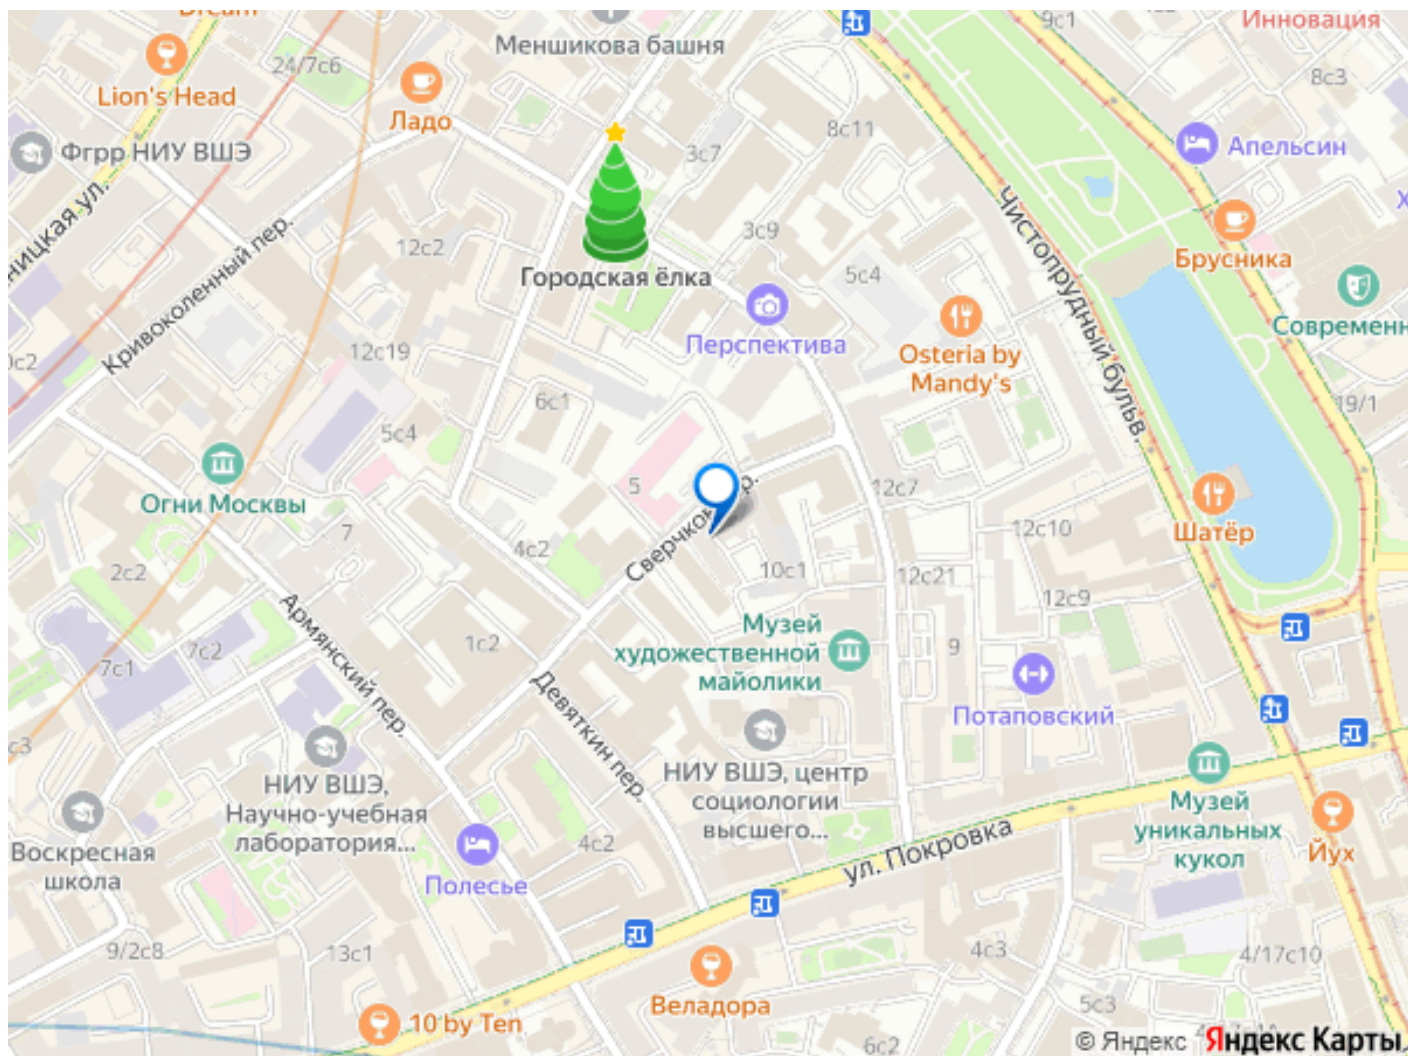 Меншикова башня
9с1
Инновация
24/7с6
8с3
Lion's Head
Ладо
8с11
Фгрр НИУ ВШЭ
3с7
Апельсин
Чистопрудный бульв.
Кривоколенный пер.
12с2
3с9
Брусника
Городская ёлка
5с4
Перспектива
12с19
Osteria by
Mandy's
6с1
19/1
5с4
Огни Москвы
5
12с7
Шатёр
7
4с2
Сверчков
12с10
2с2
10с1
12с21
12с9
Армянский пер.
1с2
Музей
художественной
майолики
9
7с2
7с1
Девяткин пер.
Потаповский
НИУ ВШЭ,
Научно-учебная
лаборатория...
НИУ ВШЭ, центр
социологии
высшего...
Музей
уникальных
кукол
Воскресная
школа
4с2
ул. Покровка
Йух
Полесье
9/2с8
13с1
4с3
4/17с10
Веладора
10 by Ten
5с3
6с2
© Яндекс Яндекс Карты